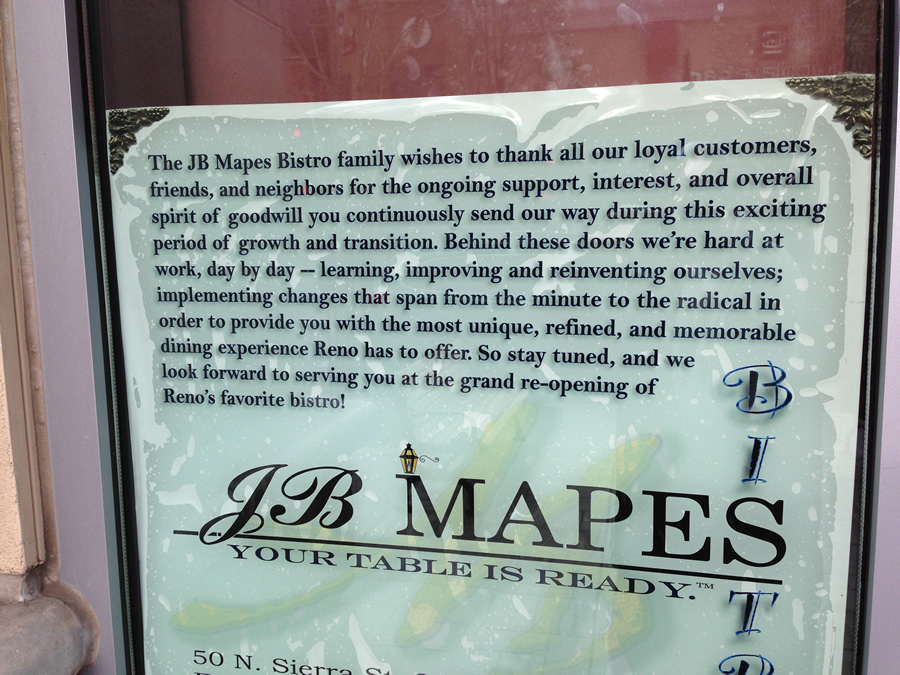 The JB Mapes Bistro family wishes to thank all our loyal customers,
friends, and neighbors for the ongoing support, interest, and overall
spirit of goodwill you continuously send our way during this exciting
period of growth and transition. Behind these doors we're hard at
work, day by day -- learning, improving and reinventing ourselves;
implementing changes that span from the minute to the radical in
order to provide you with the most unique, refined, and memorable
dining experience Reno has to offer. So stay tuned, and we
look forward to serving you at the grand re-opening of
Reno's favorite bistro!
B
I
JB MAPES
YOUR TABLE IS READY.™
T
50 N. Sierra